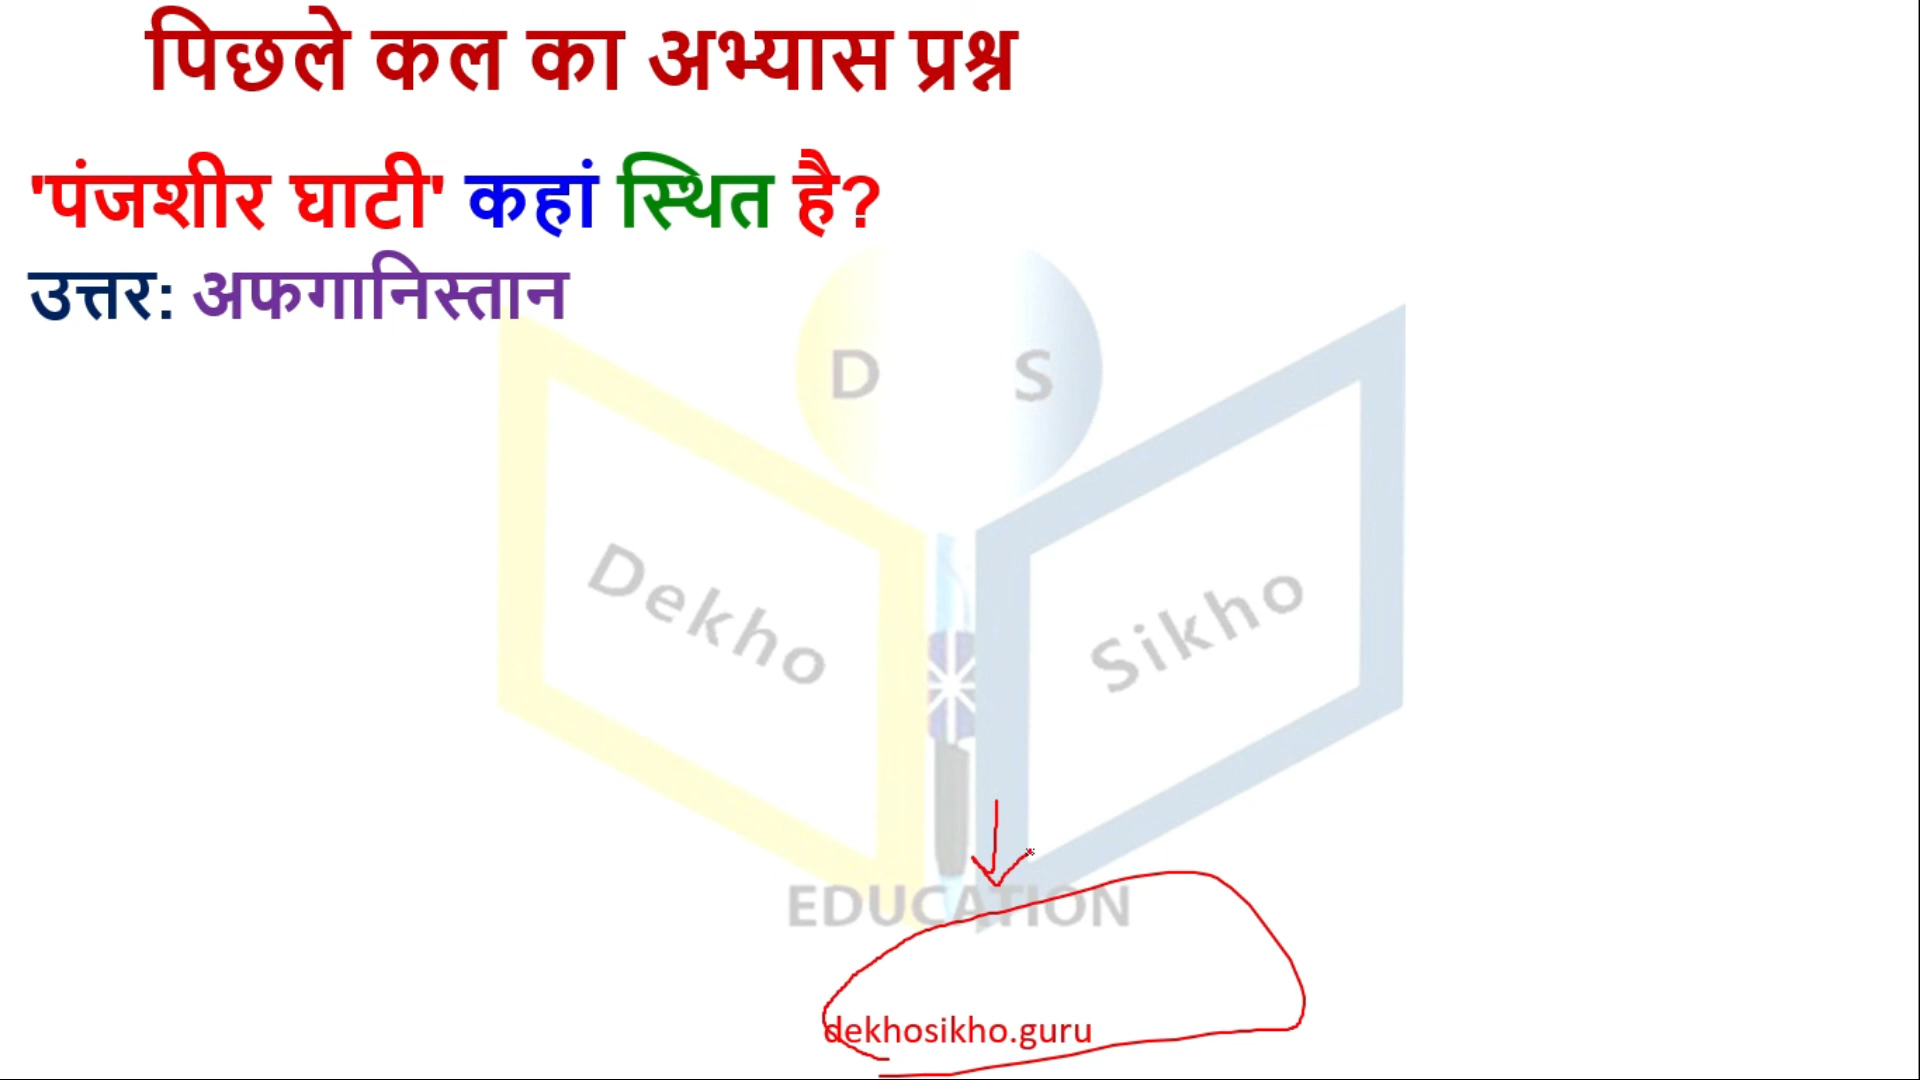 पिछले कल का अभ्यास प्रश्न
'पंजशीर घाटी' कहां स्थित है?
उत्तर: अफगानिस्तान
D S
Dekho Sikho
EDUCATION
dekhosikho.guru